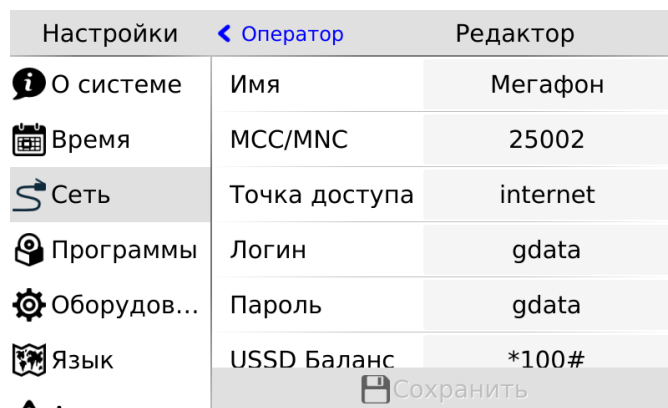 Настройки
Оператор
Редактор
О системе
Время
Сеть
Программы
Оборудов...
Язык
Имя Мегафон
MCC/MNC 25002
Точка доступа internet
Логин gdata
Пароль gdata
USSD Баланс *100#
Сохранить